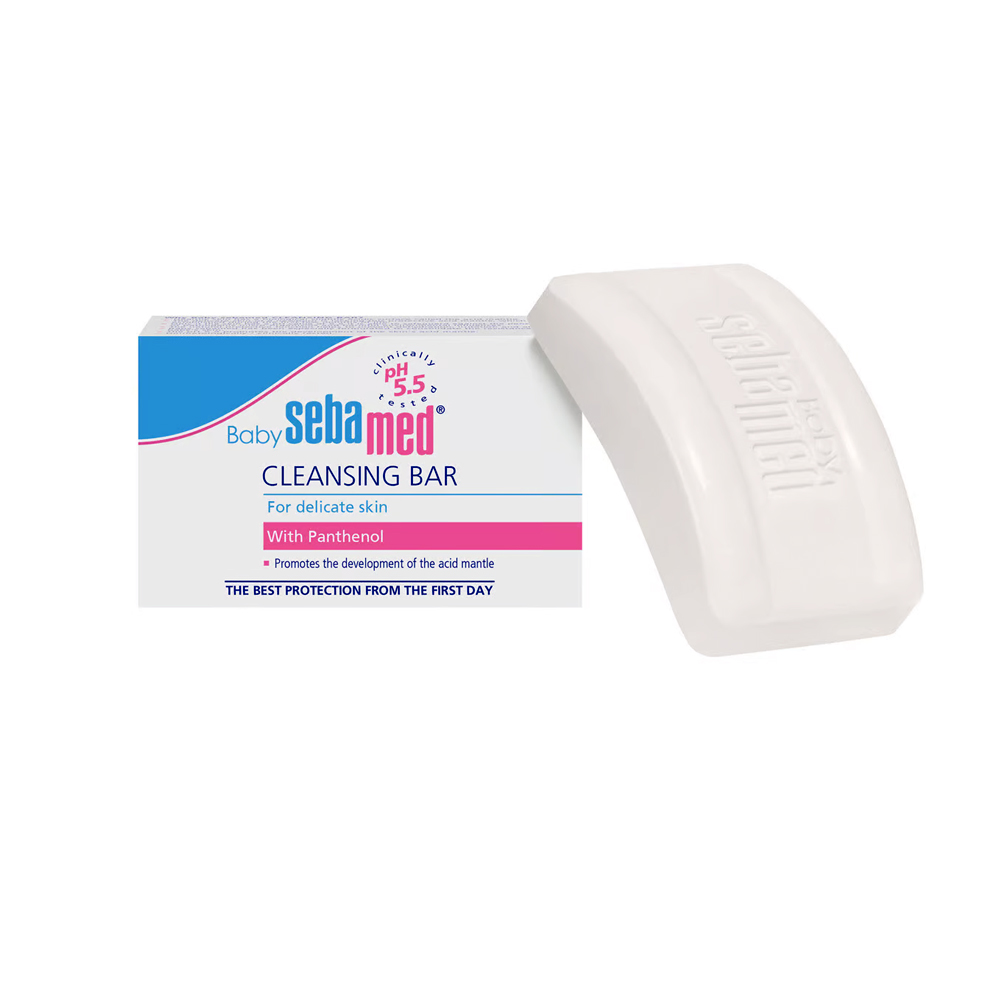 clinically
pH
5.5
tested
Baby sebamed®
CLEANSING BAR
For delicate skin
With Panthenol
▪ Promotes the development of the acid mantle
THE BEST PROTECTION FROM THE FIRST DAY
sebamed
Baby